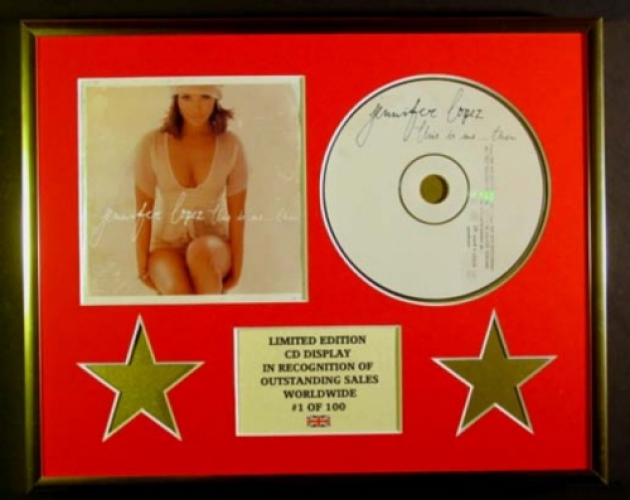 jennifer lopez this is me...then
jennifer lopez
this is me...then
LIMITED EDITION
CD DISPLAY
IN RECOGNITION OF
OUTSTANDING SALES
WORLDWIDE
#1 OF 100